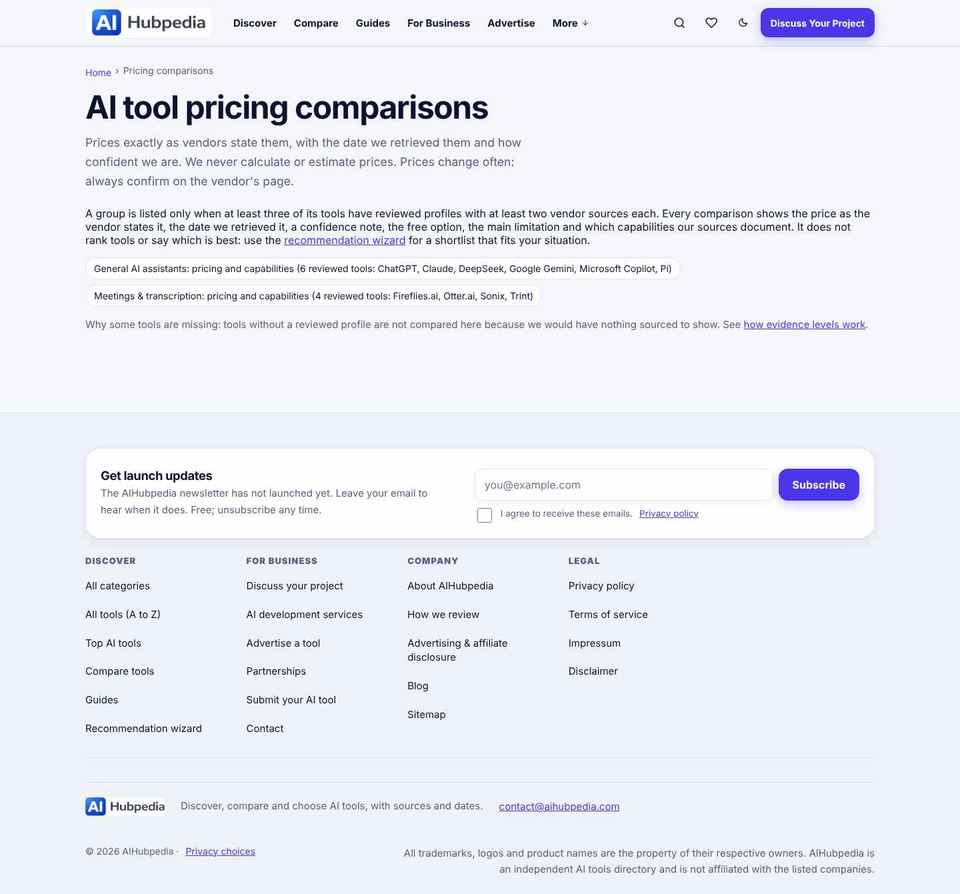 AI Hubpedia
Discover Compare Guides For Business Advertise More
Discuss Your Project
Home › Pricing comparisons
AI tool pricing comparisons
Prices exactly as vendors state them, with the date we retrieved them and how
confident we are. We never calculate or estimate prices. Prices change often:
always confirm on the vendor's page.
A group is listed only when at least three of its tools have reviewed profiles with at least two vendor sources each. Every comparison shows the price as the
vendor states it, the date we retrieved it, a confidence note, the free option, the main limitation and which capabilities our sources document. It does not
rank tools or say which is best: use the recommendation wizard for a shortlist that fits your situation.
General AI assistants: pricing and capabilities (6 reviewed tools: ChatGPT, Claude, DeepSeek, Google Gemini, Microsoft Copilot, Pi)
Meetings & transcription: pricing and capabilities (4 reviewed tools: Fireflies.ai, Otter.ai, Sonix, Trint)
Why some tools are missing: tools without a reviewed profile are not compared here because we would have nothing sourced to show. See how evidence levels work.
Get launch updates
The AIHubpedia newsletter has not launched yet. Leave your email to
hear when it does. Free; unsubscribe any time.
you@example.com
Subscribe
I agree to receive these emails. Privacy policy
DISCOVER
All categories
All tools (A to Z)
Top AI tools
Compare tools
Guides
Recommendation wizard
FOR BUSINESS
Discuss your project
AI development services
Advertise a tool
Partnerships
Submit your AI tool
Contact
COMPANY
About AIHubpedia
How we review
Advertising & affiliate
disclosure
Blog
Sitemap
LEGAL
Privacy policy
Terms of service
Impressum
Disclaimer
AI Hubpedia
Discover, compare and choose AI tools, with sources and dates.
contact@aihubpedia.com
© 2026 AIHubpedia · Privacy choices
All trademarks, logos and product names are the property of their respective owners. AIHubpedia is
an independent AI tools directory and is not affiliated with the listed companies.